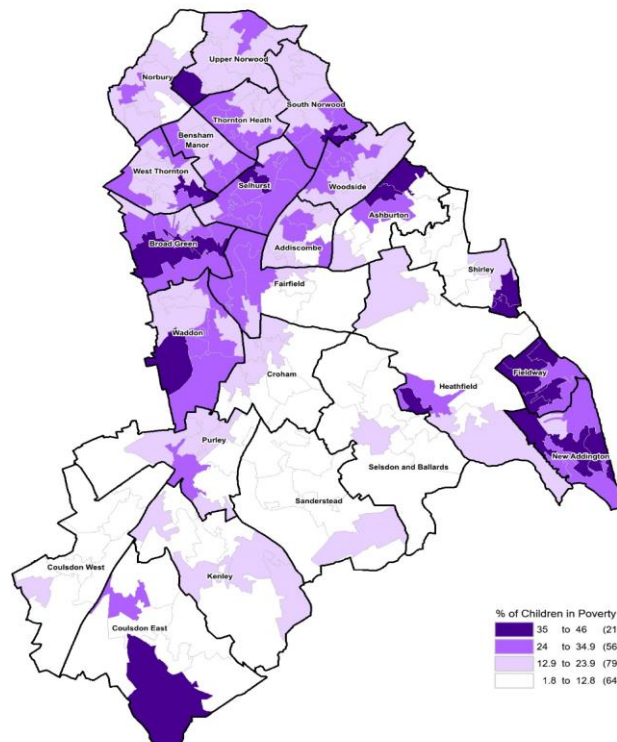 Upper Norwood
Norbury
South Norwood
Thornton Heath
Bensham
Manor
West Thornton
Selhurst
Woodside
Ashburton
Broad Green
Addiscombe
Shirley
Fairfield
Waddon
Fieldway
Croham
Heathfield
Purley
New Addington
Selsdon and Ballards
Sanderstead
Coulsdon West
Kenley
Coulsdon East
% of Children in Poverty
35 to 46 (21
24 to 34.9 (56
12.9 to 23.9 (79
1.8 to 12.8 (64